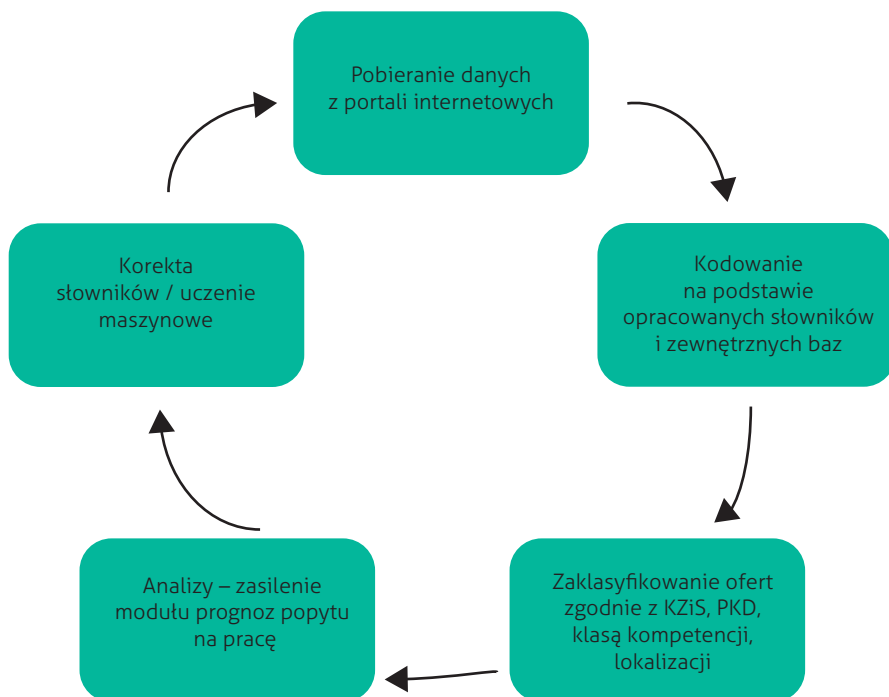 Pobieranie danych
z portali internetowych
Kodowanie
na podstawie
opracowanych słowników
i zewnętrznych baz
Zaklasyfikowanie ofert
zgodnie z KZiS, PKD,
klasą kompetencji,
lokalizacji
Analizy – zasilenie
modułu prognoz popytu
na pracę
Korekta
słowników / uczenie
maszynowe